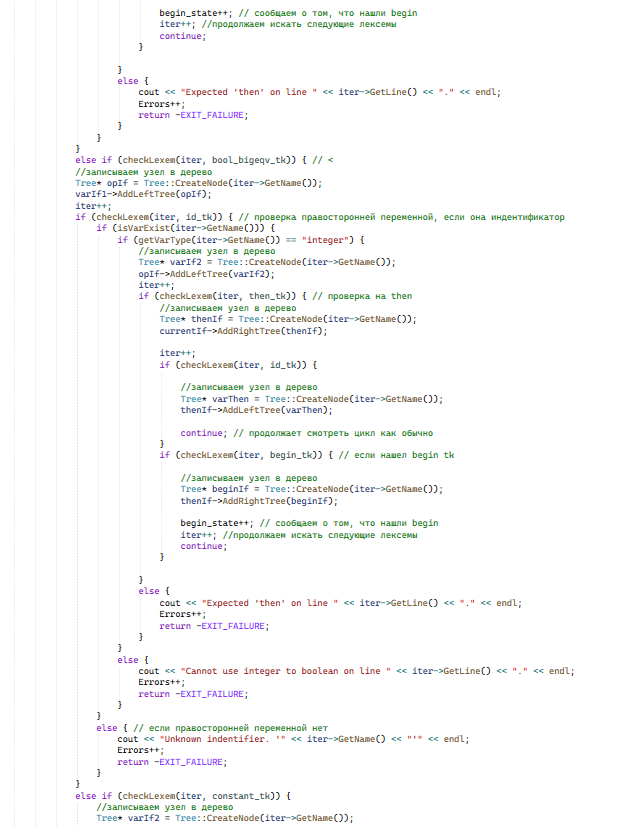 begin_state++; // сообщаем о том, что нашли begin
iter++; //продолжаем искать следующие лексемы
continue;
}
}
else {
cout << "Expected 'then' on line " << iter->GetLine() << "." << endl;
Errors++;
return -EXIT_FAILURE;
}
}
}
else if (checkLexem(iter, bool_bigeqv_tk)) { // <
//записываем узел в дерево
Tree* opIf = Tree::CreateNode(iter->GetName());
varIf1->AddLeftTree(opIf);
iter++;
if (checkLexem(iter, id_tk)) { // проверка правосторонней переменной, если она индентификатор
if (isVarExist(iter->GetName())) {
if (getVarType(iter->GetName()) == "integer") {
//записываем узел в дерево
Tree* varIf2 = Tree::CreateNode(iter->GetName());
opIf->AddLeftTree(varIf2);
iter++;
if (checkLexem(iter, then_tk)) { // проверка на then
//записываем узел в дерево
Tree* thenIf = Tree::CreateNode(iter->GetName());
currentIf->AddRightTree(thenIf);
iter++;
if (checkLexem(iter, id_tk)) {
//записываем узел в дерево
Tree* varThen = Tree::CreateNode(iter->GetName());
thenIf->AddLeftTree(varThen);
continue; // продолжает смотреть цикл как обычно
}
if (checkLexem(iter, begin_tk)) { // если нашел begin tk
//записываем узел в дерево
Tree* beginIf = Tree::CreateNode(iter->GetName());
thenIf->AddRightTree(beginIf);
begin_state++; // сообщаем о том, что нашли begin
iter++; //продолжаем искать следующие лексемы
continue;
}
}
else {
cout << "Expected 'then' on line " << iter->GetLine() << "." << endl;
Errors++;
return -EXIT_FAILURE;
}
}
else {
cout << "Cannot use integer to boolean on line " << iter->GetLine() << "." << endl;
Errors++;
return -EXIT_FAILURE;
}
}
else { // если правосторонней переменной нет
cout << "Unknown indentifier. '" << iter->GetName() << "'" << endl;
Errors++;
return -EXIT_FAILURE;
}
}
else if (checkLexem(iter, constant_tk)) {
//записываем узел в дерево
Tree* varIf2 = Tree::CreateNode(iter->GetName());